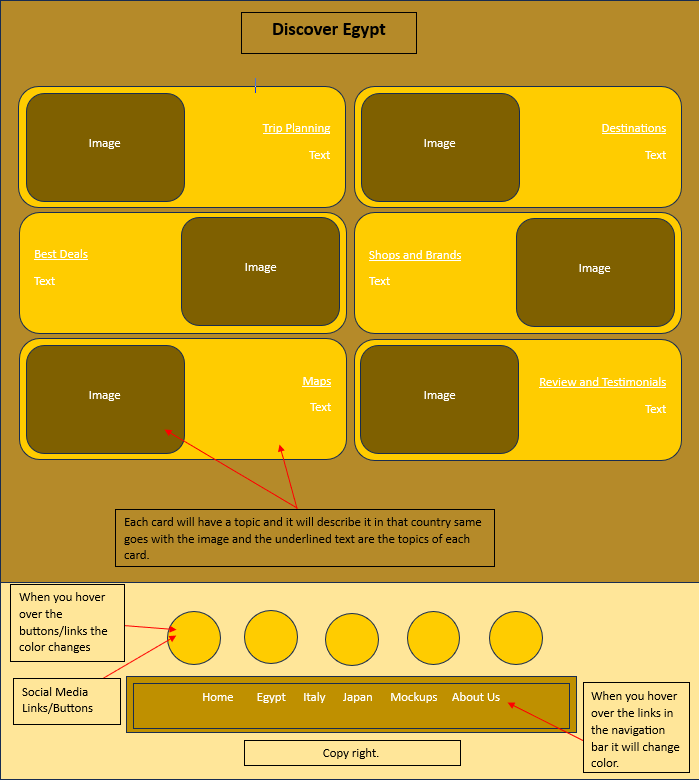 Discover Egypt
Image
Trip Planning
Text
Image
Destinations
Text
Best Deals
Text
Image
Shops and Brands
Text
Image
Image
Maps
Text
Image
Review and Testimonials
Text
Each card will have a topic and it will describe it in that country same
goes with the image and the underlined text are the topics of each
card.
When you hover
over the
buttons/links the
color changes
Social Media
Links/Buttons
Home Egypt Italy Japan Mockups About Us
When you hover
over the links in
the navigation
bar it will change
color.
Copy right.